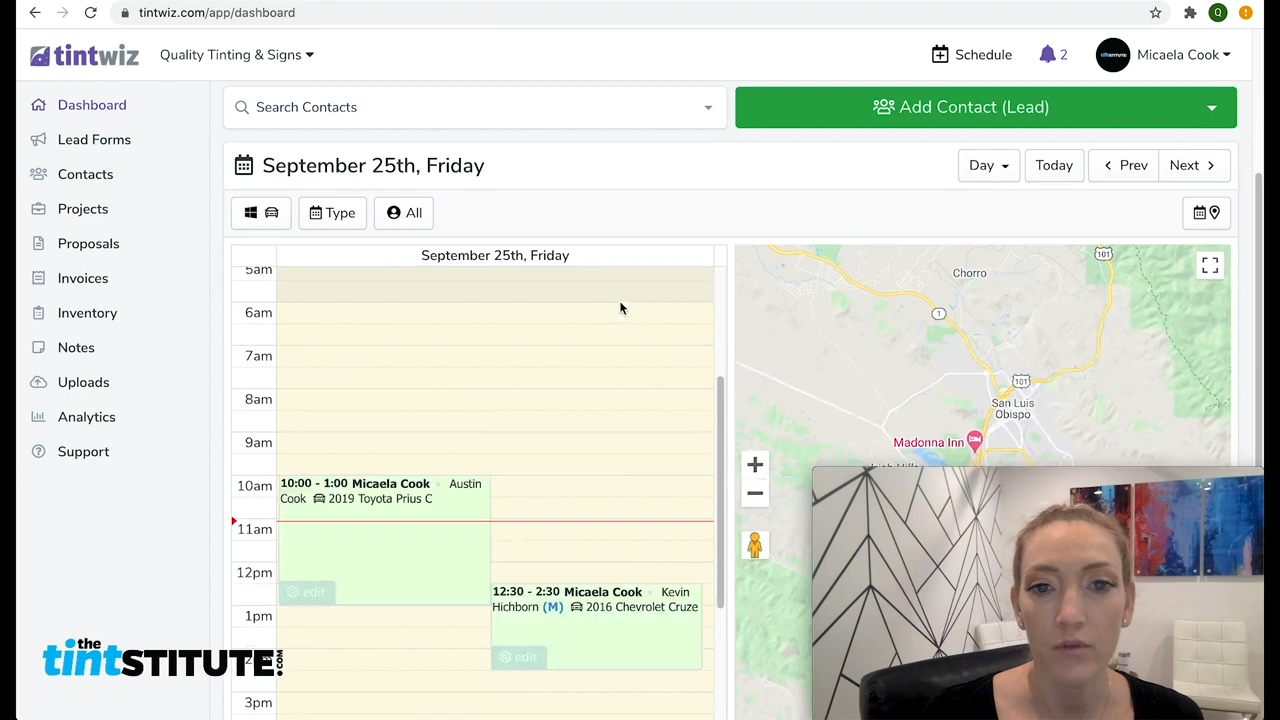 tintwiz.com/app/dashboard
Q
tintwiz
Quality Tinting & Signs
Schedule
2
Micaela Cook
Dashboard
Lead Forms
Contacts
Projects
Proposals
Invoices
Inventory
Notes
Uploads
Analytics
Support
Search Contacts
Add Contact (Lead)
September 25th, Friday
Day
Today
Prev
Next
Type
All
September 25th, Friday
5am
6am
7am
8am
9am
10am
11am
12pm
1pm
3pm
10:00 - 1:00 Micaela Cook Austin
Cook 2019 Toyota Prius C
edit
12:30 - 2:30 Micaela Cook Kevin
Hichborn (M) 2016 Chevrolet Cruze
edit
Chorro
101
1
101
San Luis
Obispo
Madonna Inn
the
tintSTITUTE!.com